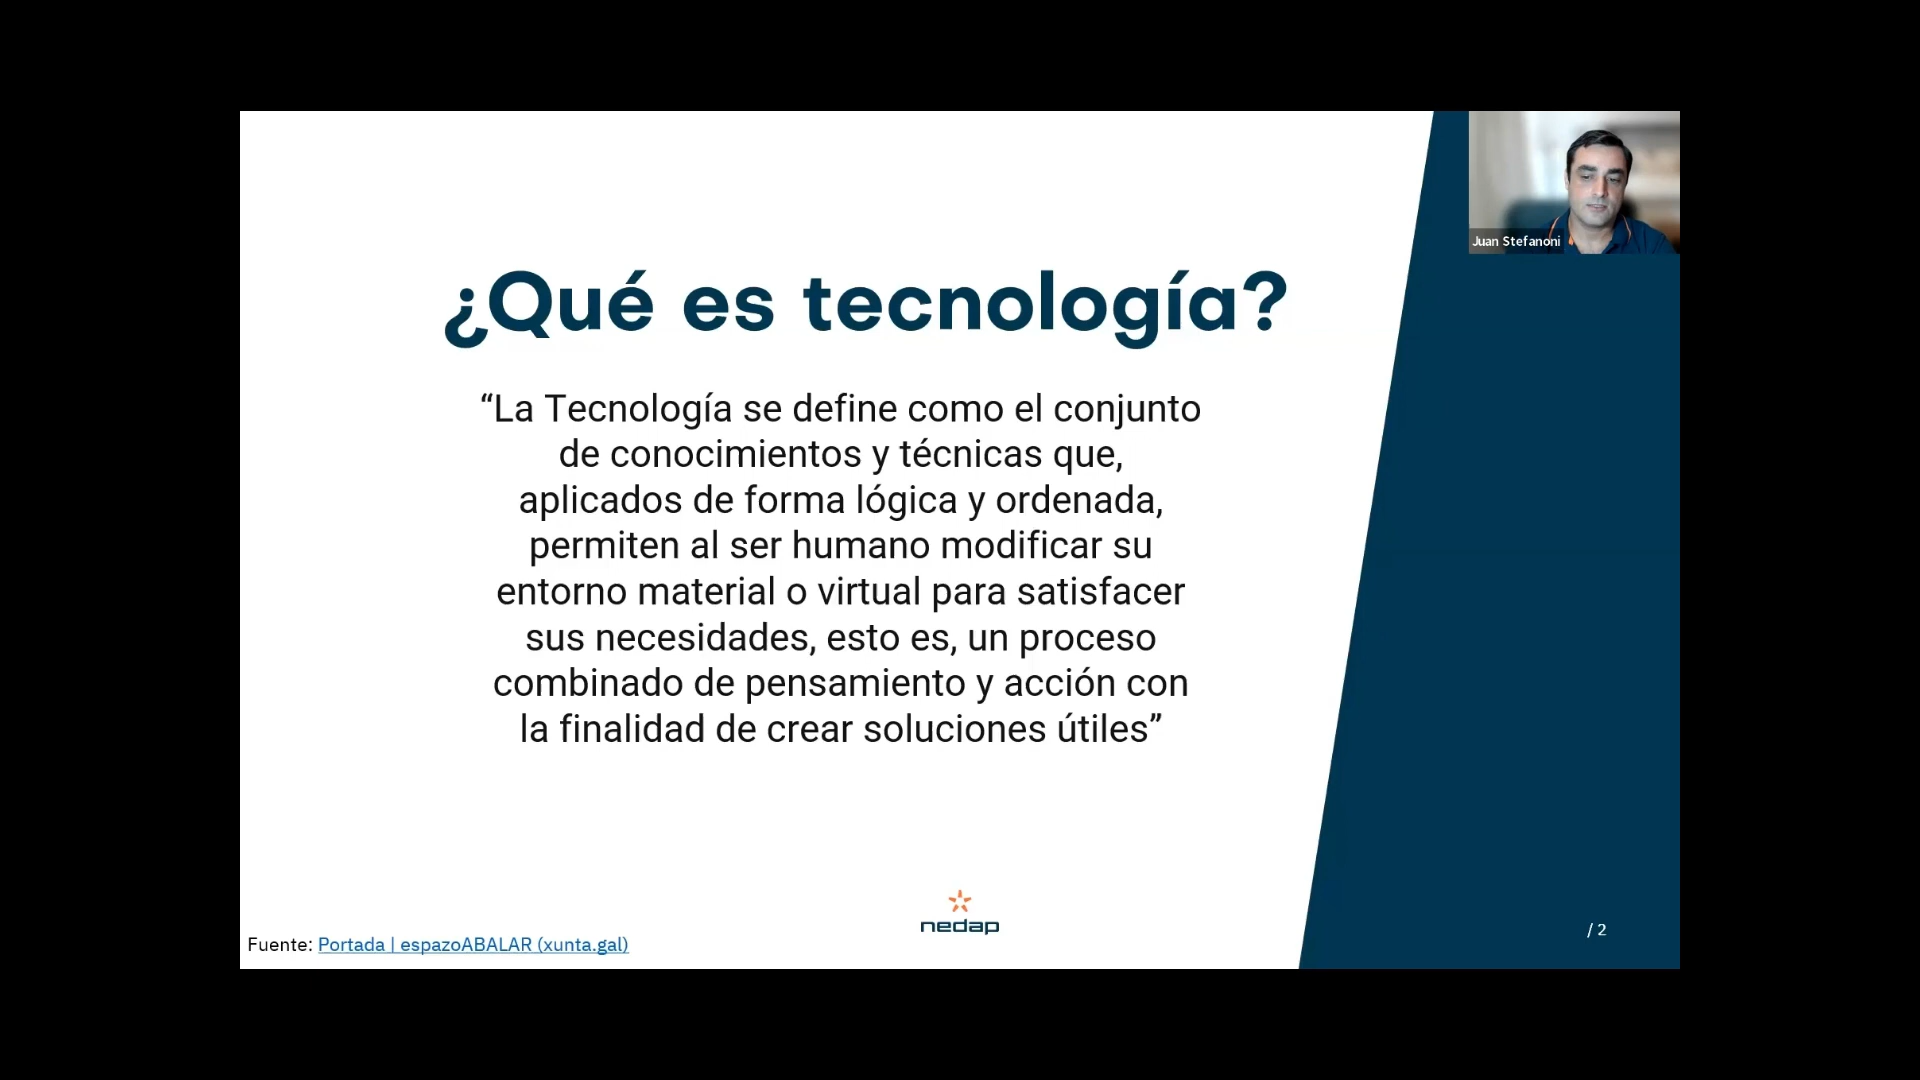 Juan Stefanoni
¿Qué es tecnología?
“La Tecnología se define como el conjunto
de conocimientos y técnicas que,
aplicados de forma lógica y ordenada,
permiten al ser humano modificar su
entorno material o virtual para satisfacer
sus necesidades, esto es, un proceso
combinado de pensamiento y acción con
la finalidad de crear soluciones útiles”
nedap
Fuente: Portada | espazoABALAR (xunta.gal)
/ 2